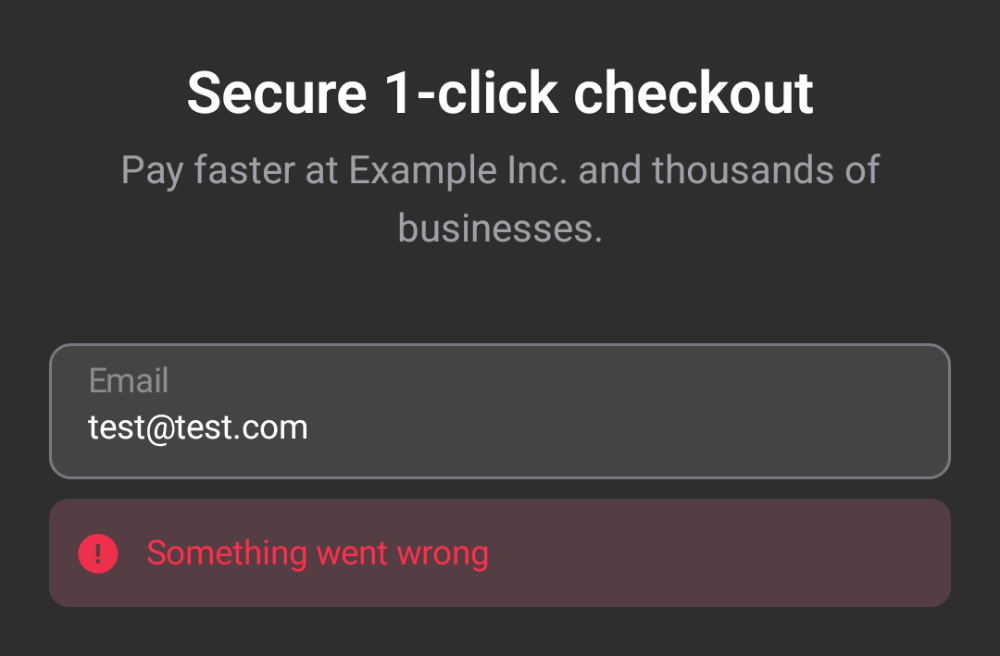 Secure 1-click checkout
Pay faster at Example Inc. and thousands of
businesses.
Email
test@test.com
Something went wrong